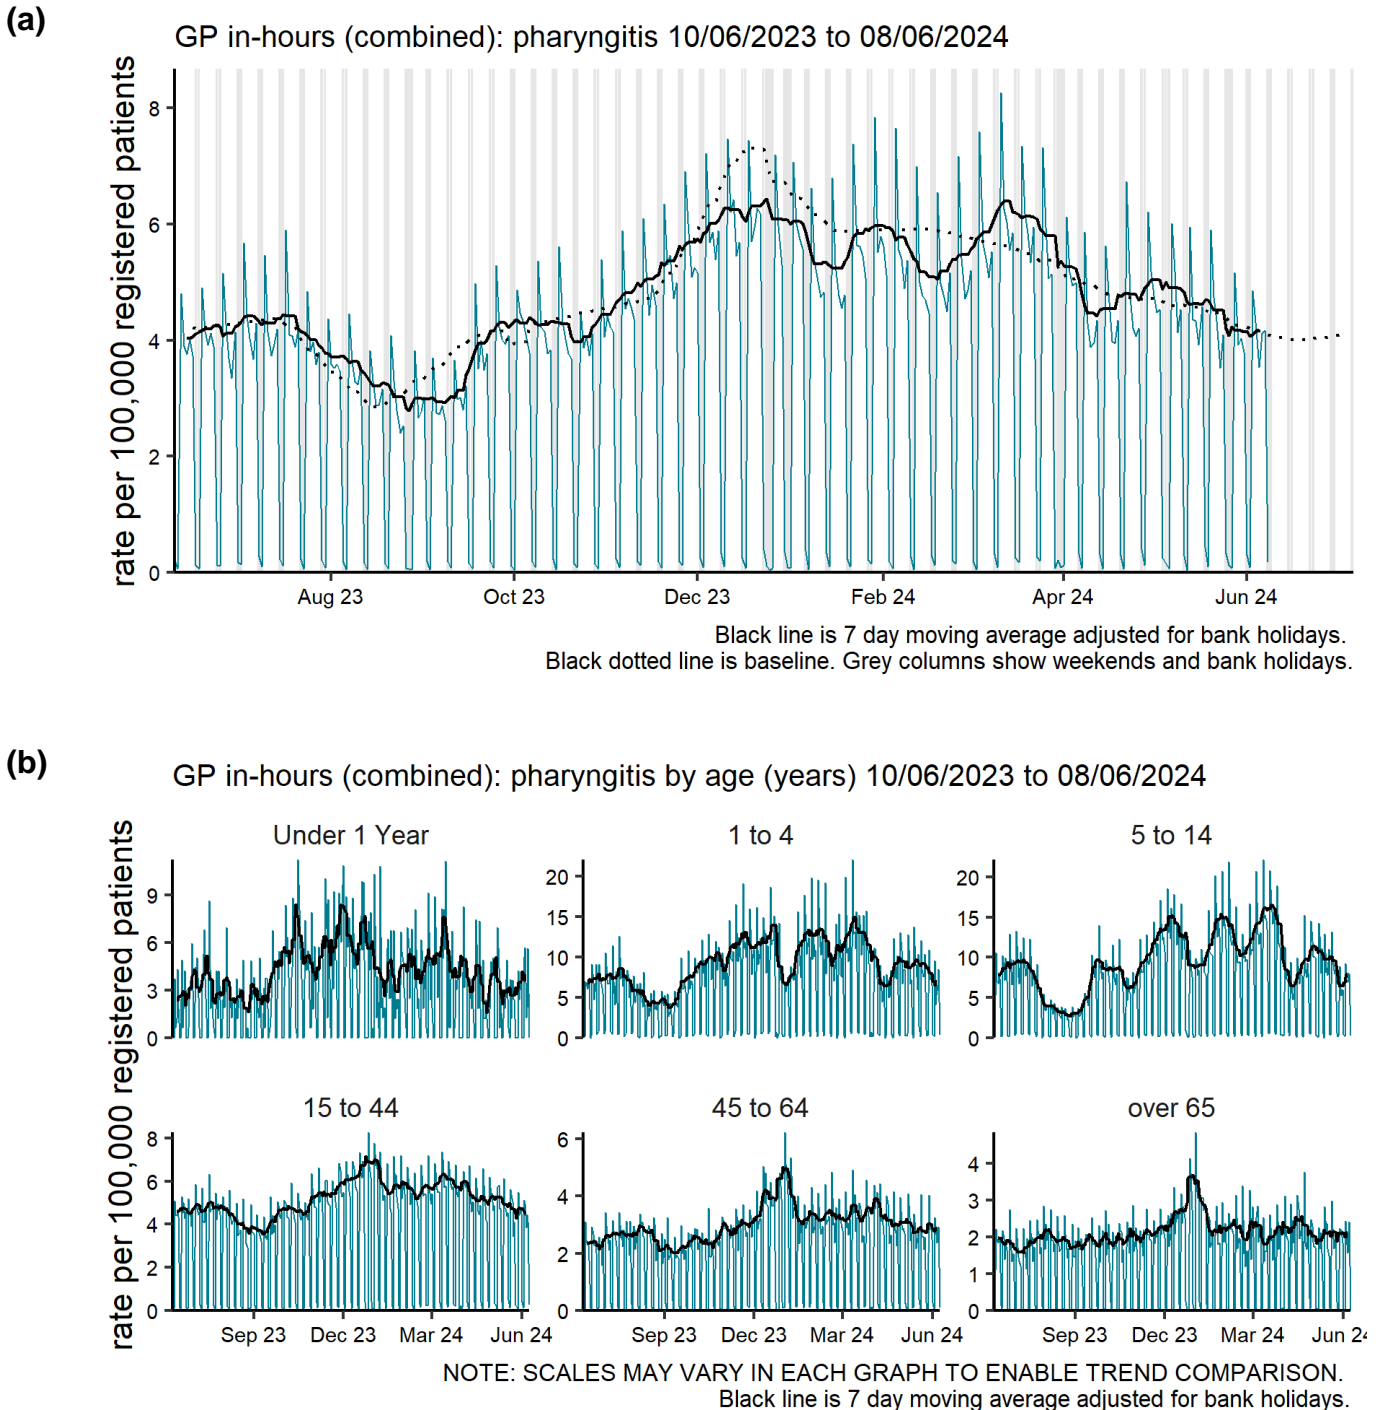 (a)
GP in-hours (combined): pharyngitis 10/06/2023 to 08/06/2024
rate per 100,000 registered patients
8
6
4
2
0
Aug 23 Oct 23 Dec 23 Feb 24 Apr 24 Jun 24
Black line is 7 day moving average adjusted for bank holidays.
Black dotted line is baseline. Grey columns show weekends and bank holidays.
(b)
GP in-hours (combined): pharyngitis by age (years) 10/06/2023 to 08/06/2024
rate per 100,000 registered patients
Under 1 Year
9
6
3
0
1 to 4
20
15
10
5
0
5 to 14
20
15
10
5
0
15 to 44
8
6
4
2
0
Sep 23 Dec 23 Mar 24 Jun 24
45 to 64
6
4
2
0
Sep 23 Dec 23 Mar 24 Jun 24
over 65
4
3
2
1
0
Sep 23 Dec 23 Mar 24 Jun 24
NOTE: SCALES MAY VARY IN EACH GRAPH TO ENABLE TREND COMPARISON.
Black line is 7 day moving average adjusted for bank holidays.